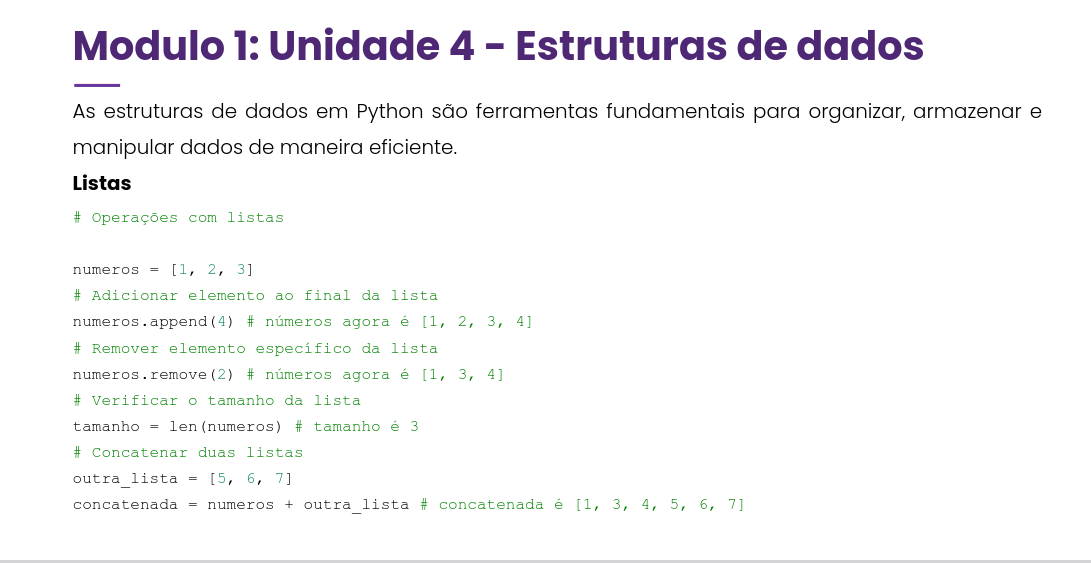 Modulo 1: Unidade 4 - Estruturas de dados
As estruturas de dados em Python são ferramentas fundamentais para organizar, armazenar e
manipular dados de maneira eficiente.
Listas
# Operações com listas
numeros = [1, 2, 3]
# Adicionar elemento ao final da lista
numeros.append(4) # números agora é [1, 2, 3, 4]
# Remover elemento específico da lista
numeros.remove(2) # números agora é [1, 3, 4]
# Verificar o tamanho da lista
tamanho = len(numeros) # tamanho é 3
# Concatenar duas listas
outra_lista = [5, 6, 7]
concatenada = numeros + outra_lista # concatenada é [1, 3, 4, 5, 6, 7]